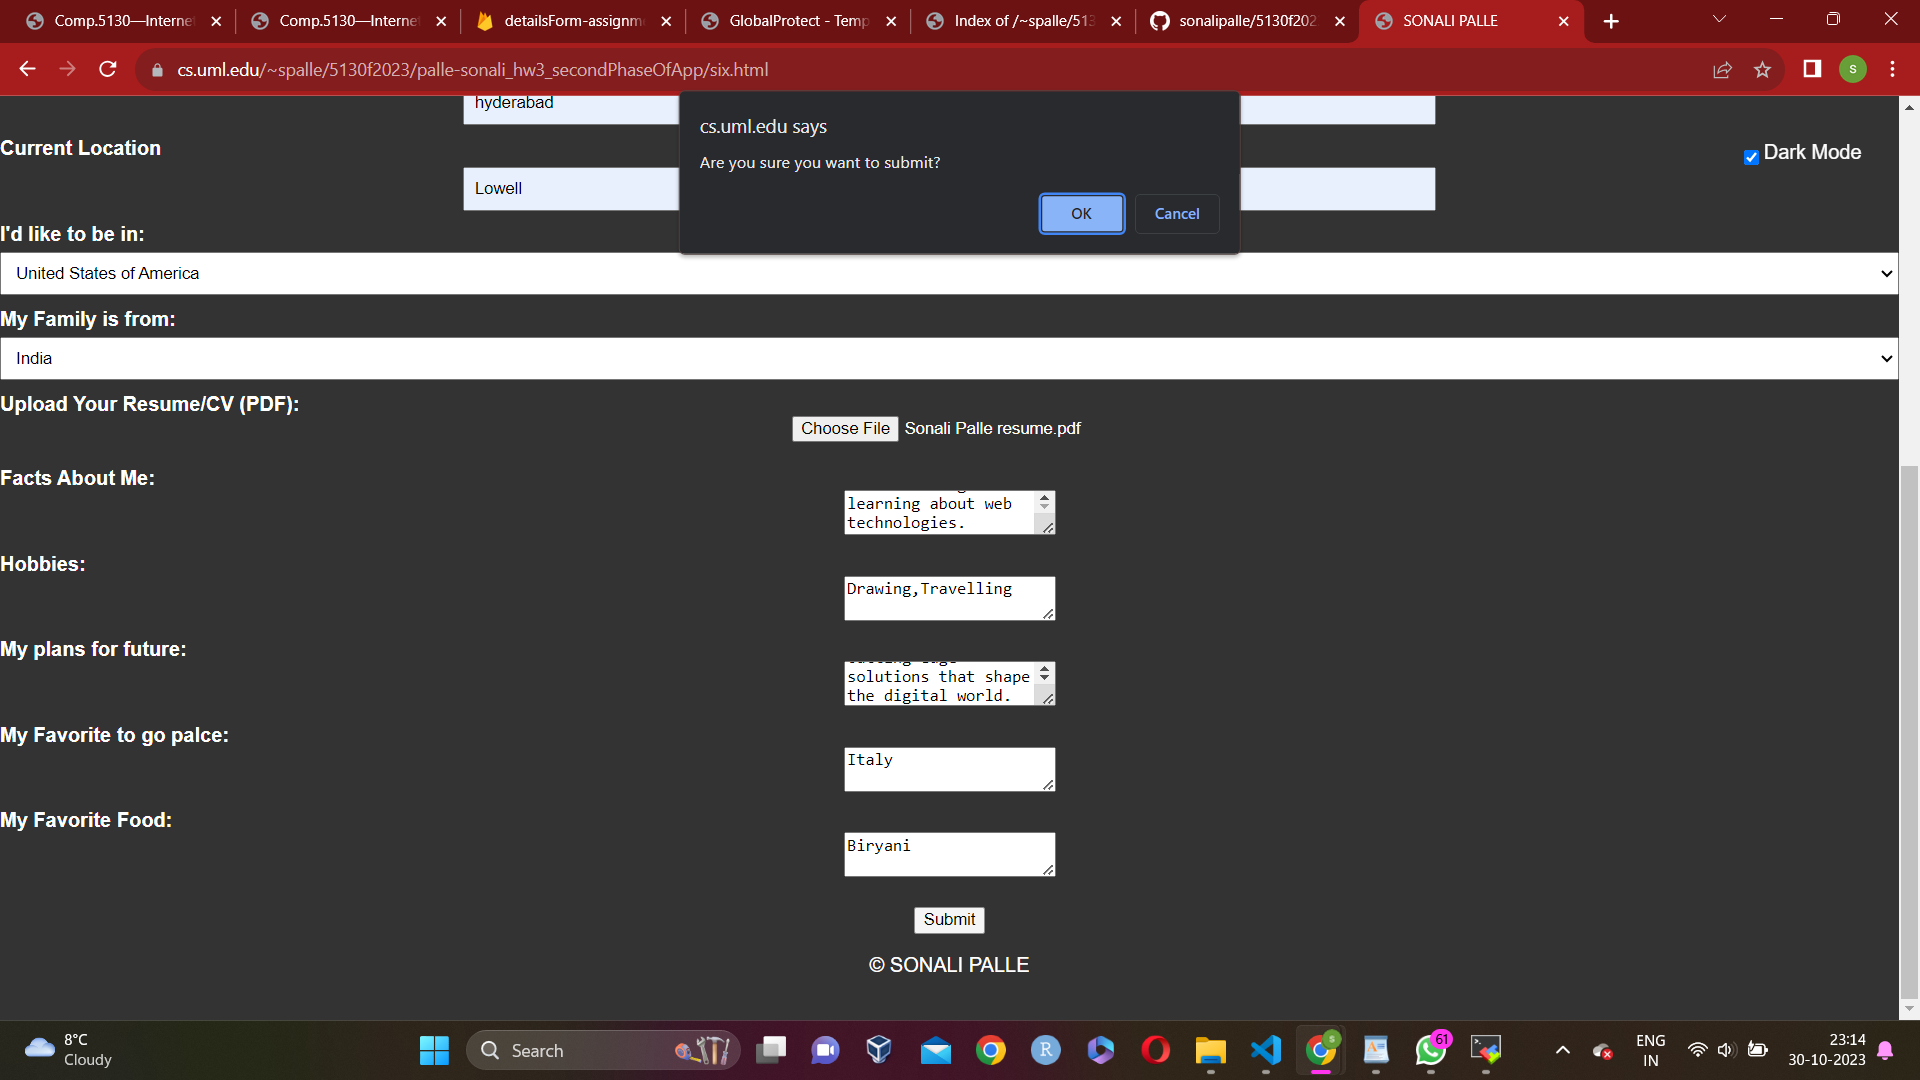 Comp.5130—Internet
Comp.5130—Internet
detailsForm-assignm
GlobalProtect - Temp
Index of /~spalle/513
sonalipalle/5130f202
SONALI PALLE
cs.uml.edu/~spalle/5130f2023/palle-sonali_hw3_secondPhaseOfApp/six.html
s
hyderabad
cs.uml.edu says
Are you sure you want to submit?
OK
Cancel
Current Location
Dark Mode
Lowell
I'd like to be in:
United States of America
My Family is from:
India
Upload Your Resume/CV (PDF):
Choose File Sonali Palle resume.pdf
Facts About Me:
learning about web
technologies.
Hobbies:
Drawing,Travelling
My plans for future:
solutions that shape
the digital world.
My Favorite to go palce:
Italy
My Favorite Food:
Biryani
Submit
© SONALI PALLE
8°C
Cloudy
Search
R
s
61
ENG
IN
23:14
30-10-2023